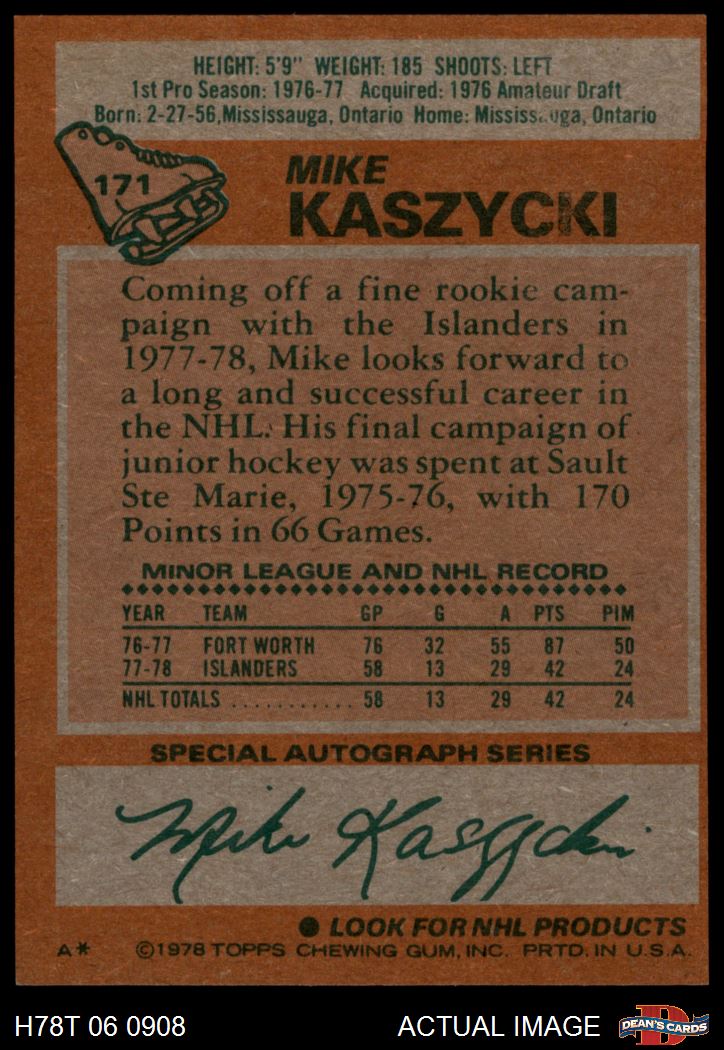 HEIGHT: 5'9" WEIGHT: 185 SHOOTS: LEFT
1st Pro Season: 1976-77 Acquired: 1976 Amateur Draft
Born: 2-27-56, Mississauga, Ontario Home: Mississauga, Ontario
171
MIKE
KASZYCKI
Coming off a fine rookie cam-
paign with the Islanders in
1977-78, Mike looks forward to
a long and successful career in
the NHL. His final campaign of
junior hockey was spent at Sault
Ste Marie, 1975-76, with 170
Points in 66 Games.
MINOR LEAGUE AND NHL RECORD
YEAR TEAM GP G A PTS PIM
76-77 FORT WORTH 76 32 55 87 50
77-78 ISLANDERS 58 13 29 42 24
NHL TOTALS ............ 58 13 29 42 24
SPECIAL AUTOGRAPH SERIES
Mike Kaszycki
● LOOK FOR NHL PRODUCTS
A* ©1978 TOPPS CHEWING GUM, INC. PRTD. IN U.S.A.
H78T 06 0908 ACTUAL IMAGE
D
DEAN'S CARDS